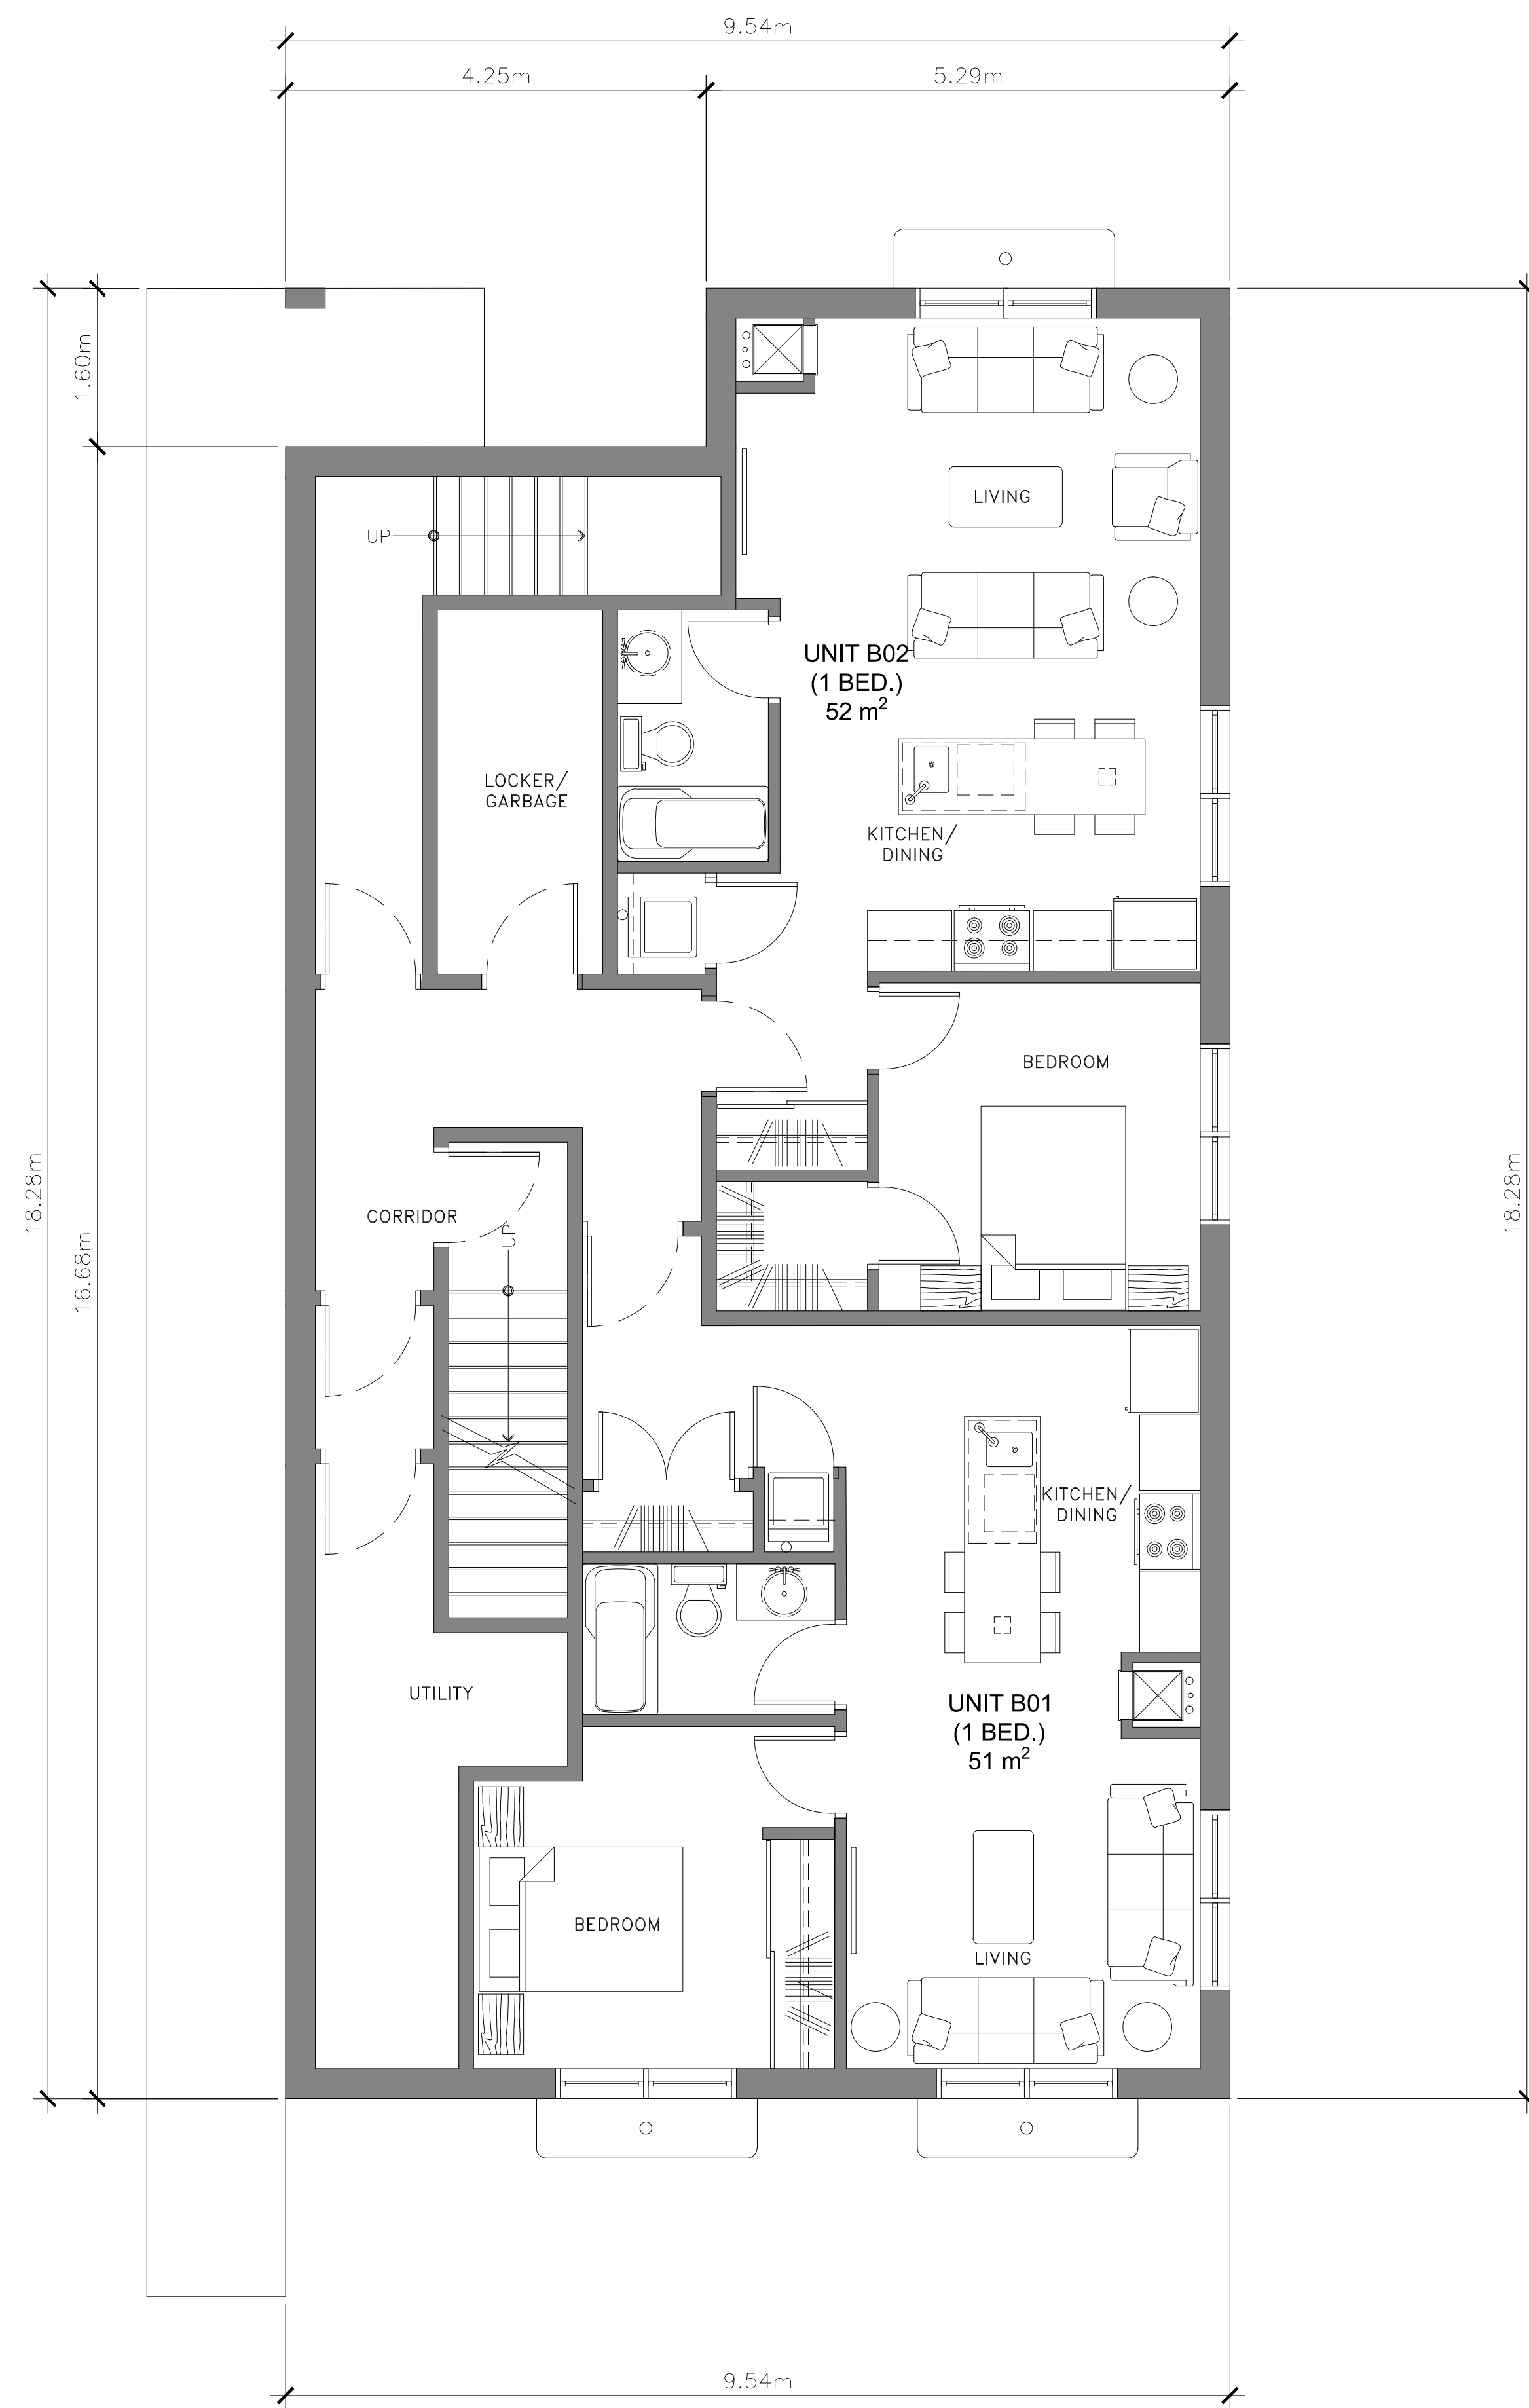 9.54m
4.25m
5.29m
1.60m
18.28m
16.68m
18.28m
UP
LIVING
UNIT B02
(1 BED.)
52 m²
LOCKER/
GARBAGE
KITCHEN/
DINING
BEDROOM
CORRIDOR
UP
KITCHEN/
DINING
UTILITY
UNIT B01
(1 BED.)
51 m²
BEDROOM
LIVING
9.54m